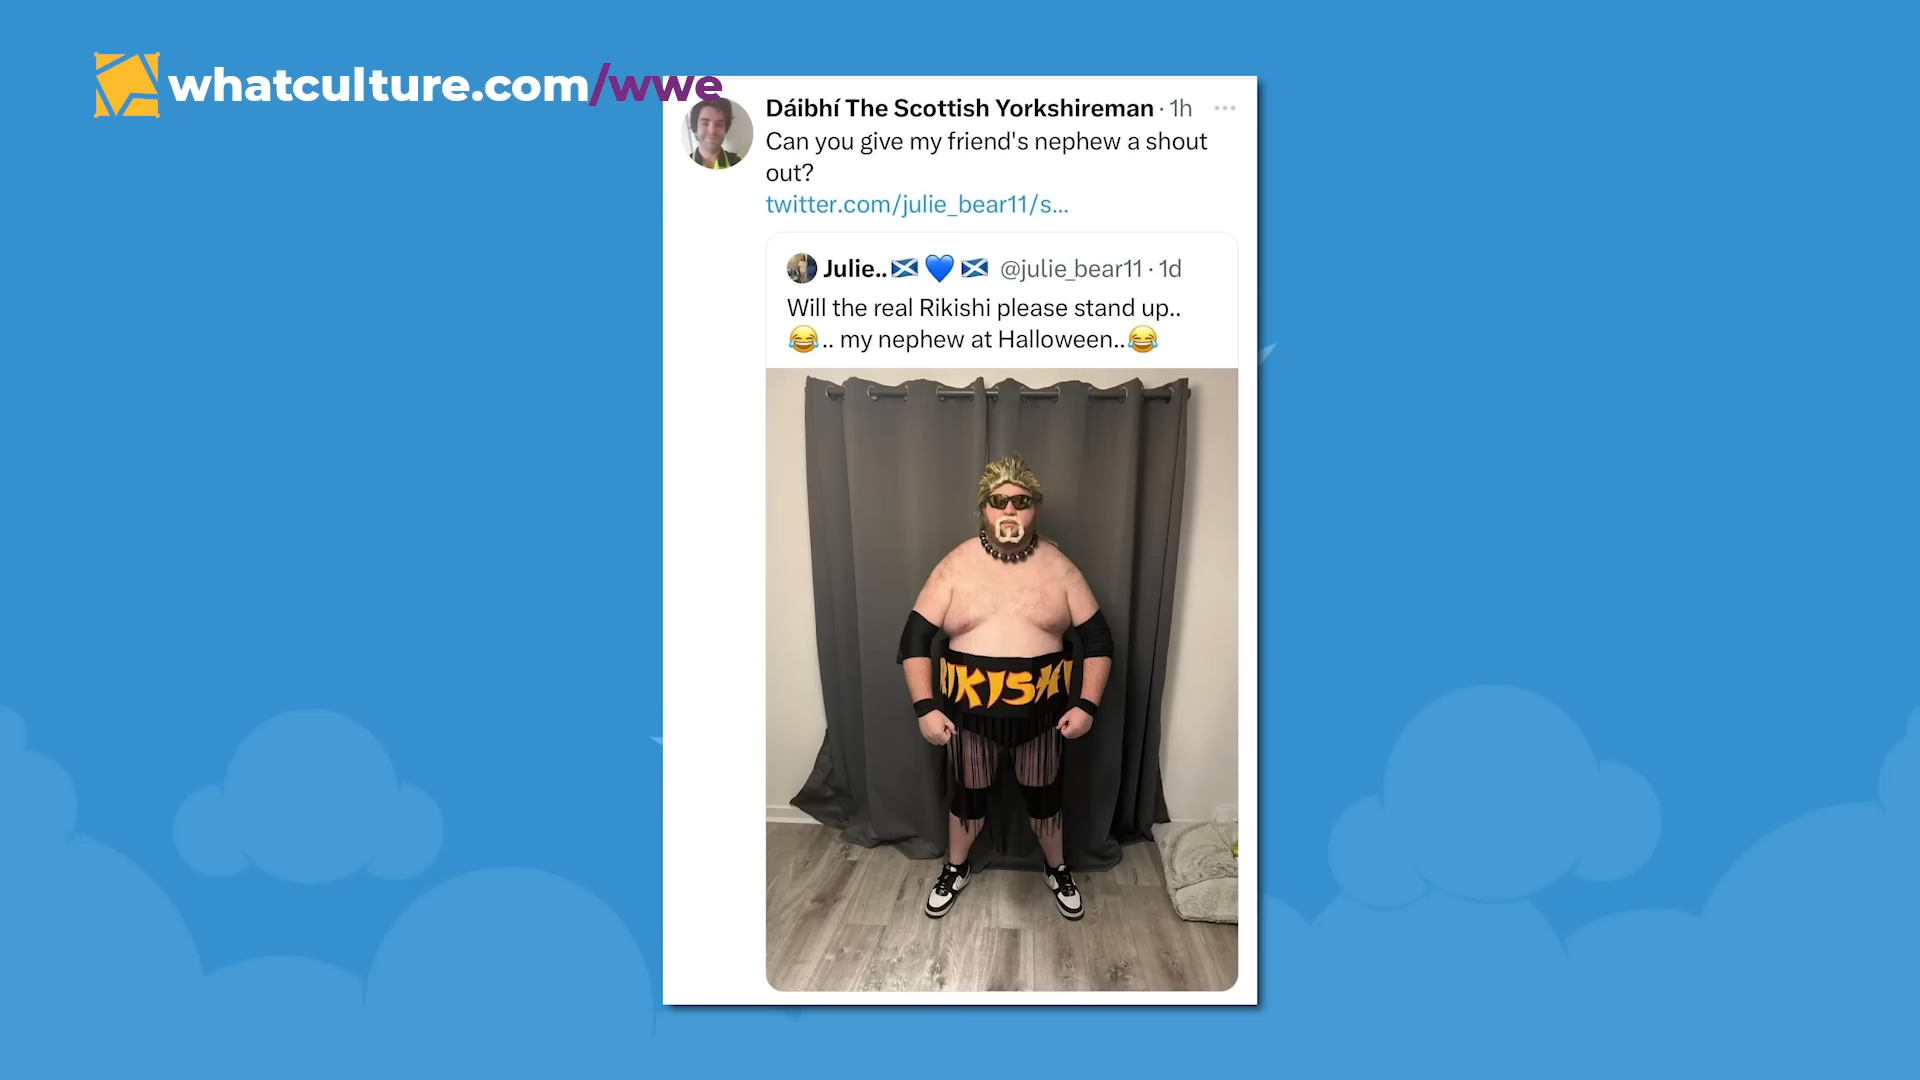 whatculture.com/wwe
Dáibhí The Scottish Yorkshireman · 1h
Can you give my friend's nephew a shout
out?
twitter.com/julie_bear11/s...
Julie..🏴󠁧󠁢󠁳󠁣󠁴󠁿💙🏴󠁧󠁢󠁳󠁣󠁴󠁿 @julie_bear11 · 1d
Will the real Rikishi please stand up..
😂.. my nephew at Halloween..😂
RIKISHI